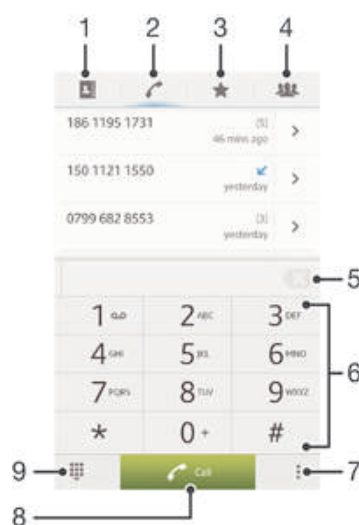 1 2 3 4
186 1195 1731 (5)
46 mins ago
150 1121 1550
yesterday
0799 682 8553 (3)
yesterday
5
1 2 ABC 3 DEF
4 GHI 5 JKL 6 MNO
6
7 PQRS 8 TUV 9 WXYZ
* 0 + #
9 Call 7
8